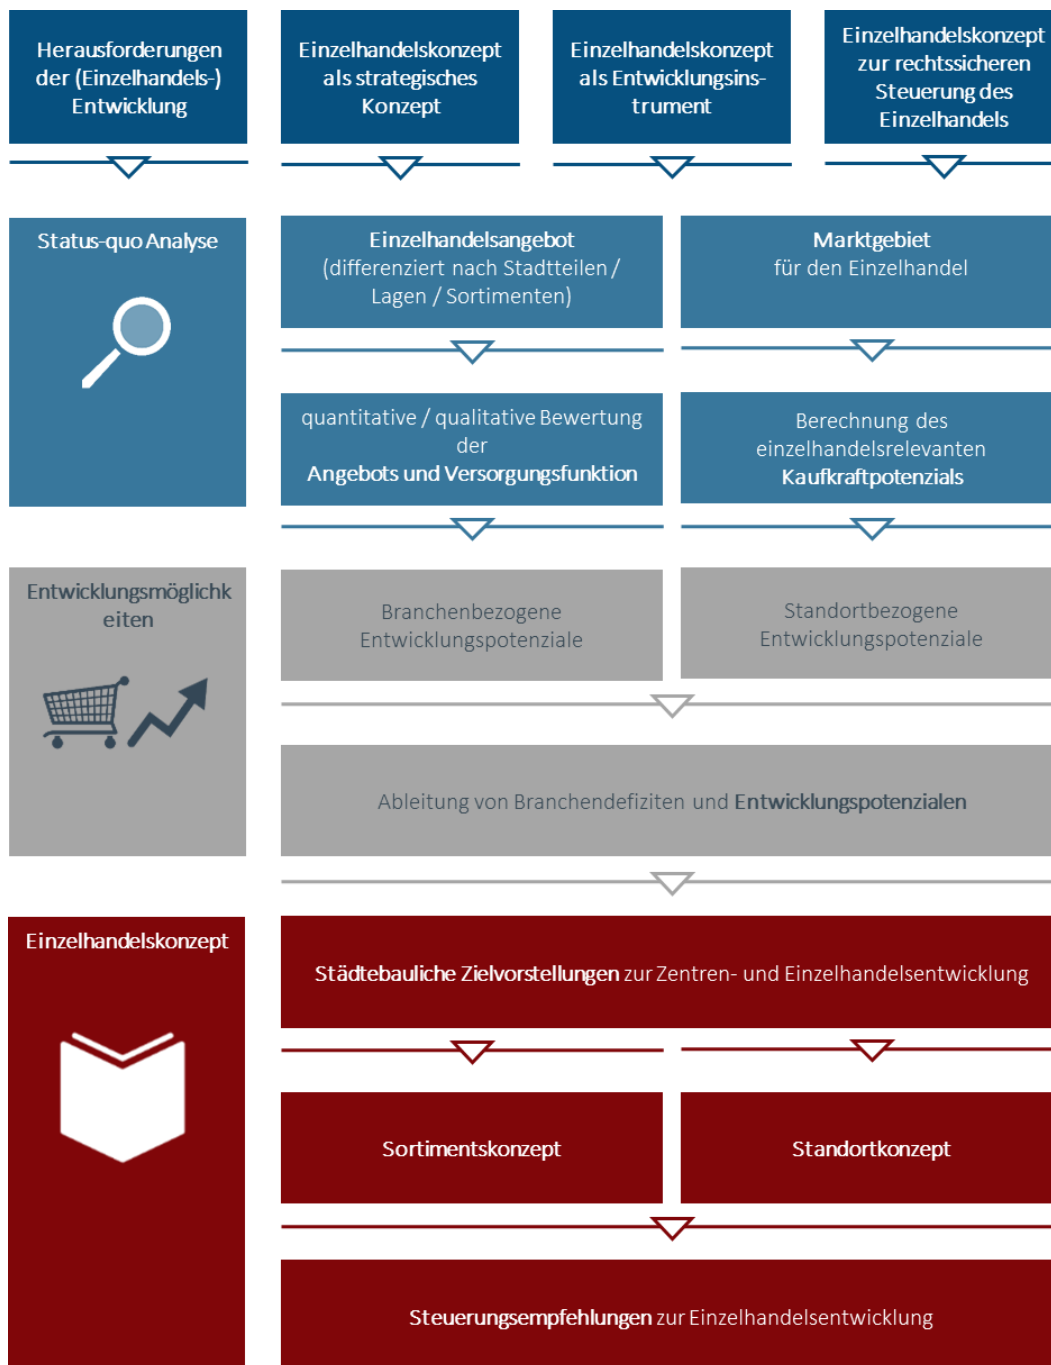 Herausforderungen
der (Einzelhandels-)
Entwicklung
Einzelhandelskonzept
als strategisches
Konzept
Einzelhandelskonzept
als Entwicklungsins-
trument
Einzelhandelskonzept
zur rechtssicheren
Steuerung des
Einzelhandels
Status-quo Analyse
Einzelhandelsangebot
(differenziert nach Stadtteilen /
Lagen / Sortimenten)
Marktgebiet
für den Einzelhandel
quantitative / qualitative Bewertung
der
Angebots und Versorgungsfunktion
Berechnung des
einzelhandelsrelevanten
Kaufkraftpotenzials
Entwicklungsmöglichk
eiten
Branchenbezogene
Entwicklungspotenziale
Standortbezogene
Entwicklungspotenziale
Ableitung von Branchendefiziten und Entwicklungspotenzialen
Einzelhandelskonzept
Städtebauliche Zielvorstellungen zur Zentren- und Einzelhandelsentwicklung
Sortimentskonzept
Standortkonzept
Steuerungsempfehlungen zur Einzelhandelsentwicklung